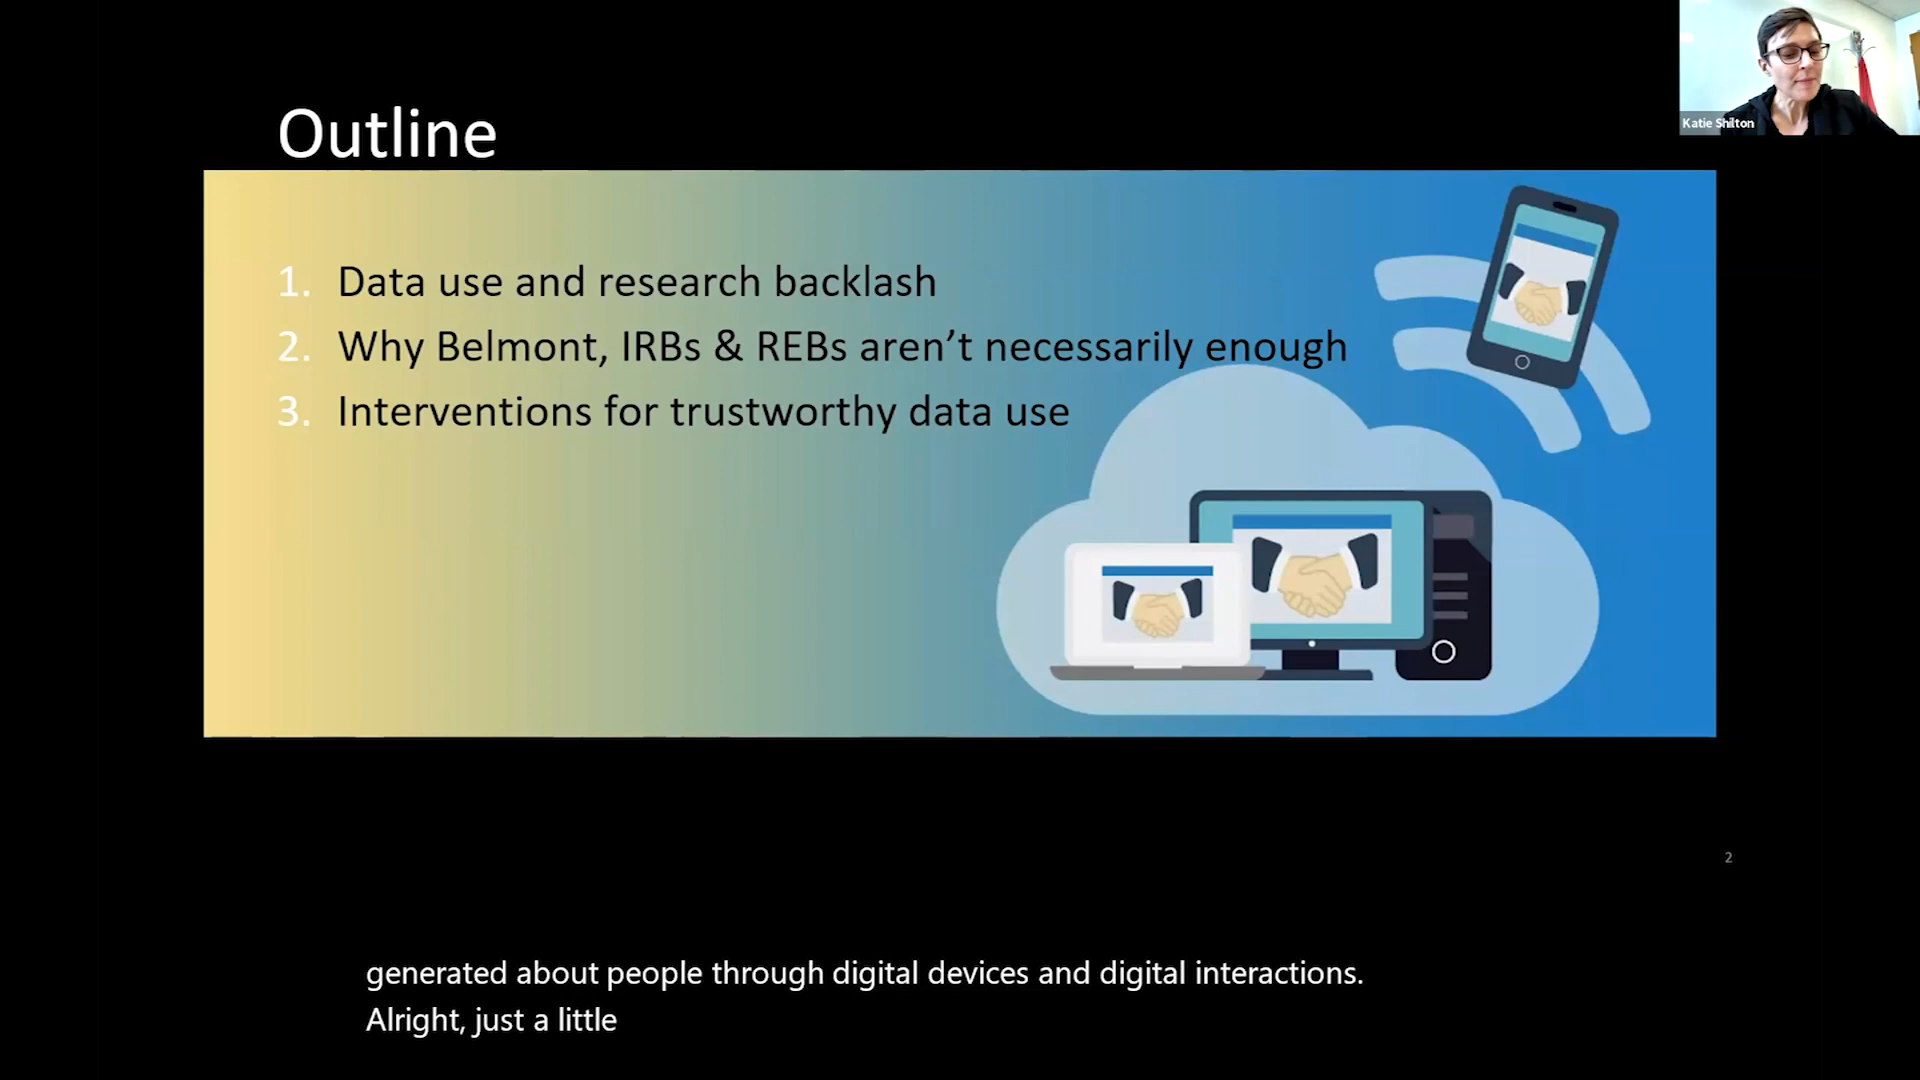 Katie Shilton
Outline
1. Data use and research backlash
2. Why Belmont, IRBs & REBs aren’t necessarily enough
3. Interventions for trustworthy data use
2
generated about people through digital devices and digital interactions.
Alright, just a little